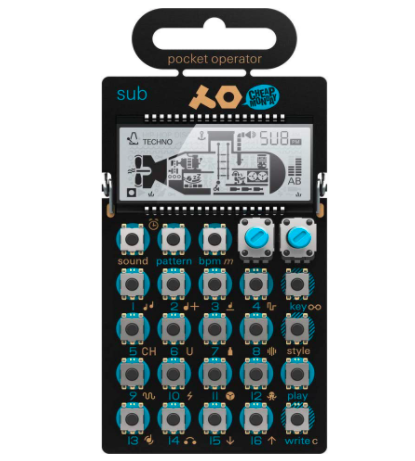 pocket operator
sub
CHEAP MONDAY
TECHNO SUB
AB
sound pattern bpm m
1 2 3 4 key
5 CH 6 U 7 8 style
9 10 11 12 play
13 14 15 16 write c